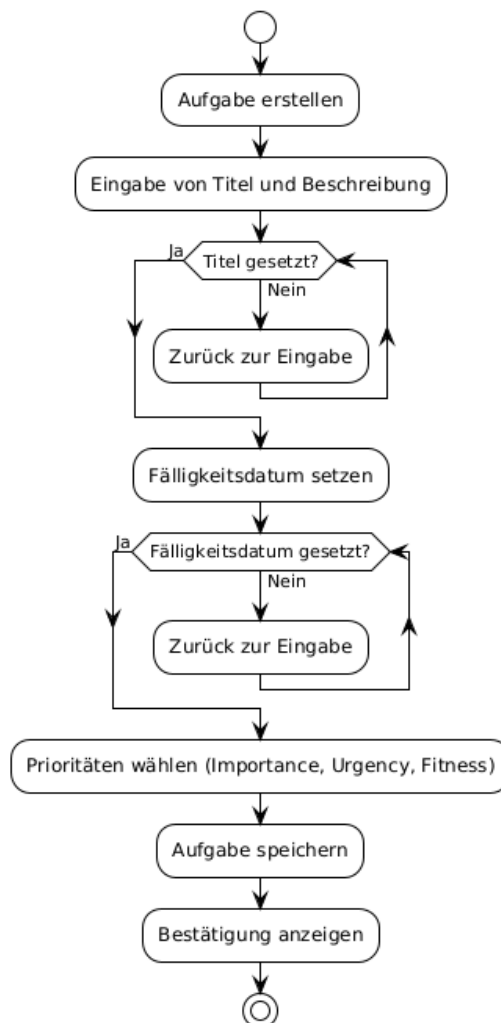 Aufgabe erstellen
Eingabe von Titel und Beschreibung
Ja
Titel gesetzt?
Nein
Zurück zur Eingabe
Fälligkeitsdatum setzen
Ja
Fälligkeitsdatum gesetzt?
Nein
Zurück zur Eingabe
Prioritäten wählen (Importance, Urgency, Fitness)
Aufgabe speichern
Bestätigung anzeigen